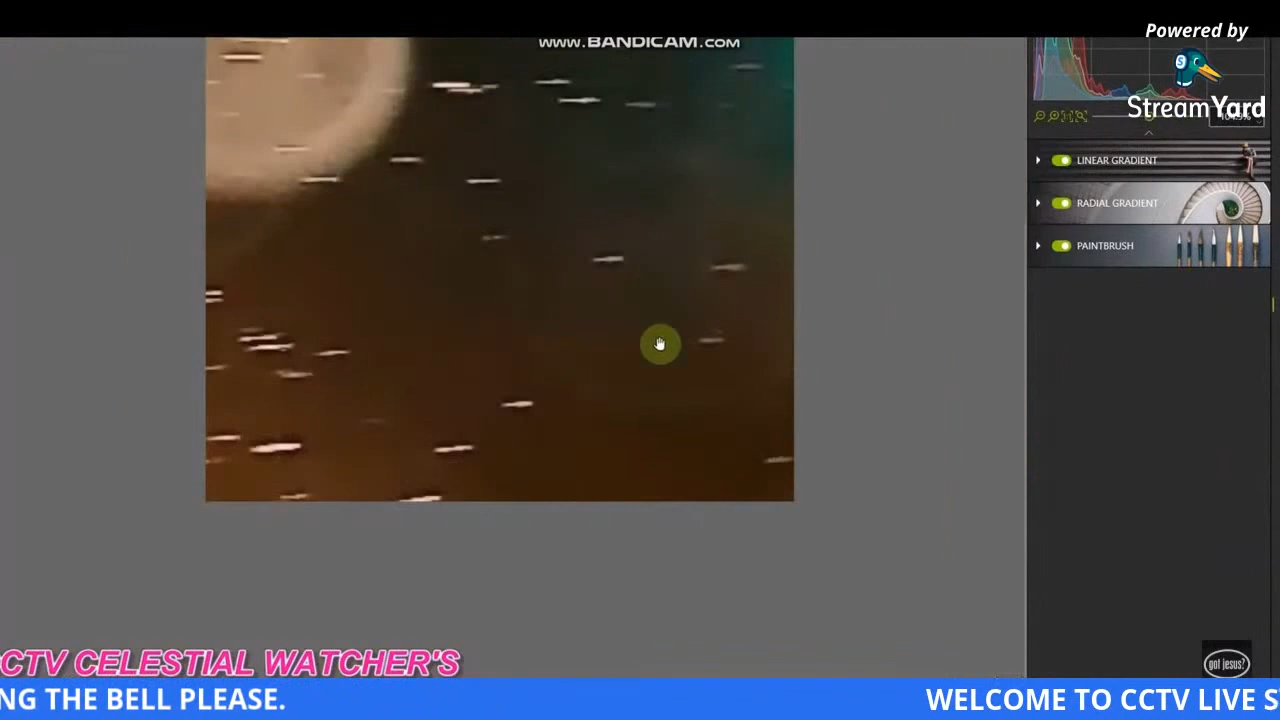 Powered by
WWW.BANDICAM.COM
StreamYard
LINEAR GRADIENT
RADIAL GRADIENT
PAINTBRUSH
got jesus?
CCTV CELESTIAL WATCHER'S
NG THE BELL PLEASE.
WELCOME TO CCTV LIVE S